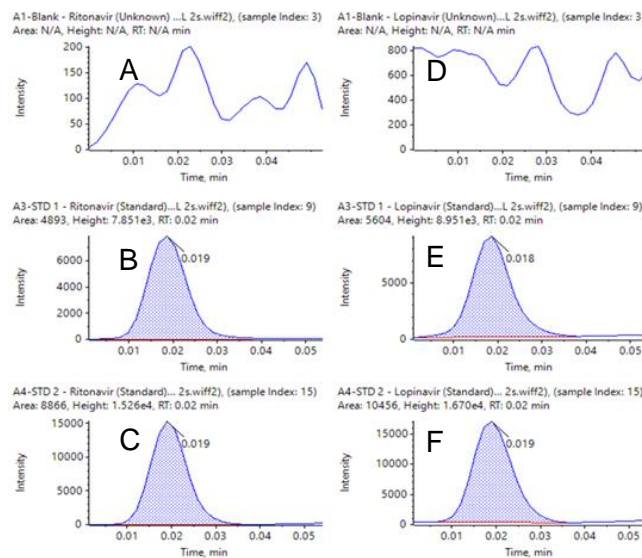 A1-Blank - Ritonavir (Unknown) ...L 2s.wiff2), (sample Index: 3)
Area: N/A, Height: N/A, RT: N/A min
A
200
150
100
50
0
Intensity
0.01 0.02 0.03 0.04
Time, min
A1-Blank - Lopinavir (Unknown) ...L 2s.wiff2), (sample Index: 3)
Area: N/A, Height: N/A, RT: N/A min
D
800
600
400
200
0
Intensity
0.01 0.02 0.03 0.04
Time, min
A3-STD 1 - Ritonavir (Standard)...L 2s.wiff2), (sample Index: 9)
Area: 4893, Height: 7.851e3, RT: 0.02 min
B
0.019
6000
4000
2000
0
Intensity
0.01 0.02 0.03 0.04 0.05
Time, min
A3-STD 1 - Lopinavir (Standard)...L 2s.wiff2), (sample Index: 9)
Area: 5604, Height: 8.951e3, RT: 0.02 min
E
0.018
5000
0
Intensity
0.01 0.02 0.03 0.04 0.05
Time, min
A4-STD 2 - Ritonavir (Standard)... 2s.wiff2), (sample Index: 15)
Area: 8866, Height: 1.526e4, RT: 0.02 min
C
0.019
15000
10000
5000
0
Intensity
0.01 0.02 0.03 0.04 0.05
Time, min
A4-STD 2 - Lopinavir (Standard)... 2s.wiff2), (sample Index: 15)
Area: 10456, Height: 1.670e4, RT: 0.02 min
F
0.019
15000
10000
5000
0
Intensity
0.01 0.02 0.03 0.04 0.05
Time, min